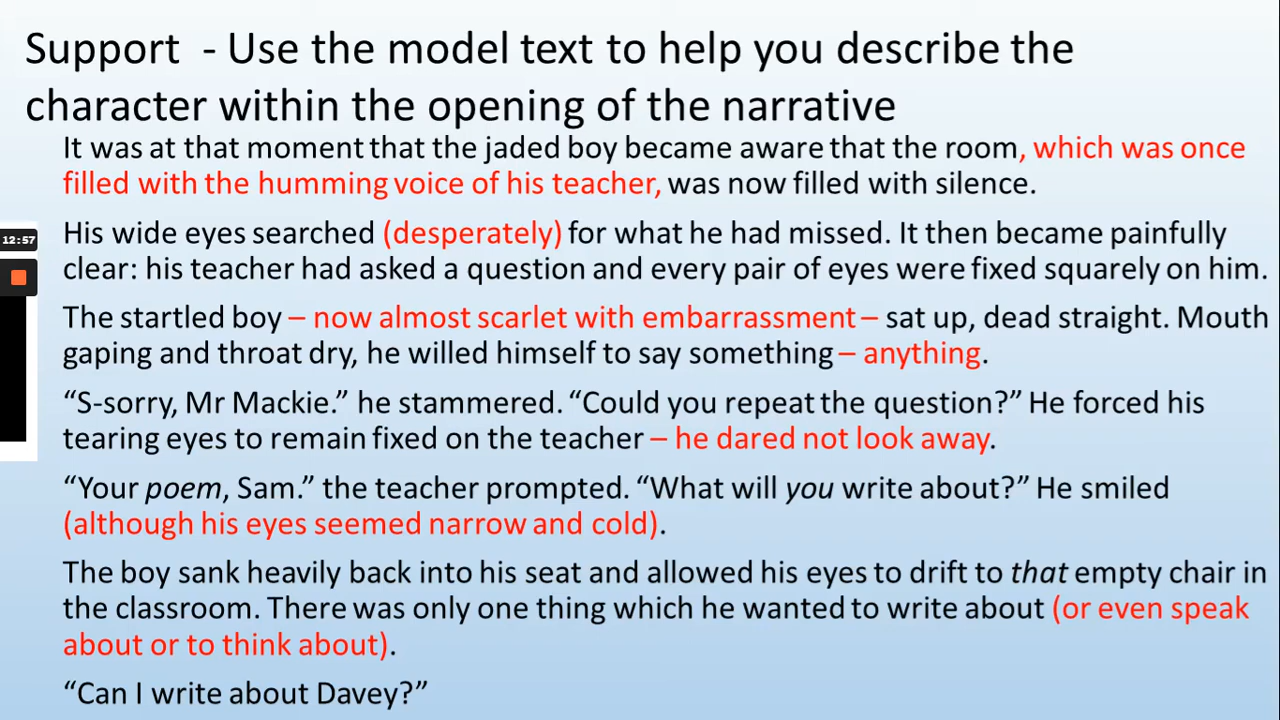 Support  - Use the model text to help you describe the
character within the opening of the narrative
It was at that moment that the jaded boy became aware that the room, which was once
filled with the humming voice of his teacher, was now filled with silence.
His wide eyes searched (desperately) for what he had missed. It then became painfully
clear: his teacher had asked a question and every pair of eyes were fixed squarely on him.
The startled boy – now almost scarlet with embarrassment – sat up, dead straight. Mouth
gaping and throat dry, he willed himself to say something – anything.
“S-sorry, Mr Mackie.” he stammered. “Could you repeat the question?” He forced his
tearing eyes to remain fixed on the teacher – he dared not look away.
“Your poem, Sam.” the teacher prompted. “What will you write about?” He smiled
(although his eyes seemed narrow and cold).
The boy sank heavily back into his seat and allowed his eyes to drift to that empty chair in
the classroom. There was only one thing which he wanted to write about (or even speak
about or to think about).
“Can I write about Davey?”
12:57